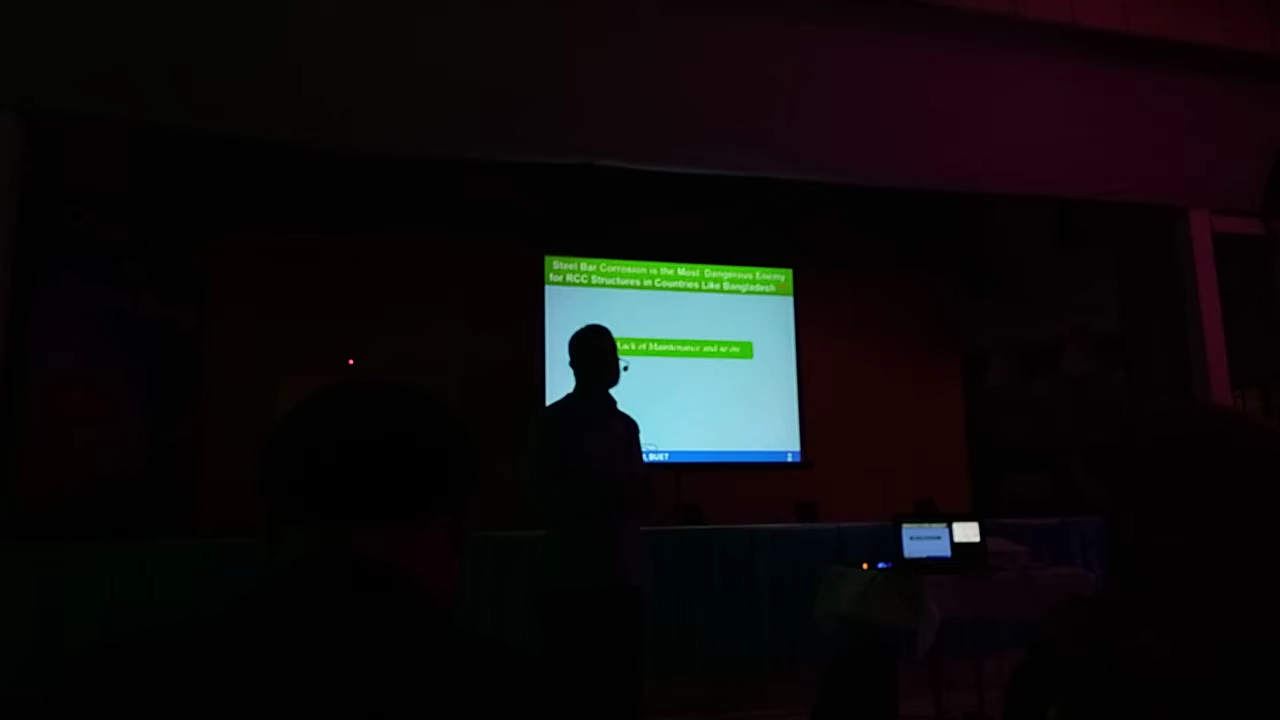 Steel Bar Corrosion is the Most Dangerous Enemy
for RCC Structures in Countries Like Bangladesh
Lack of Maintenance and
, BUET
2